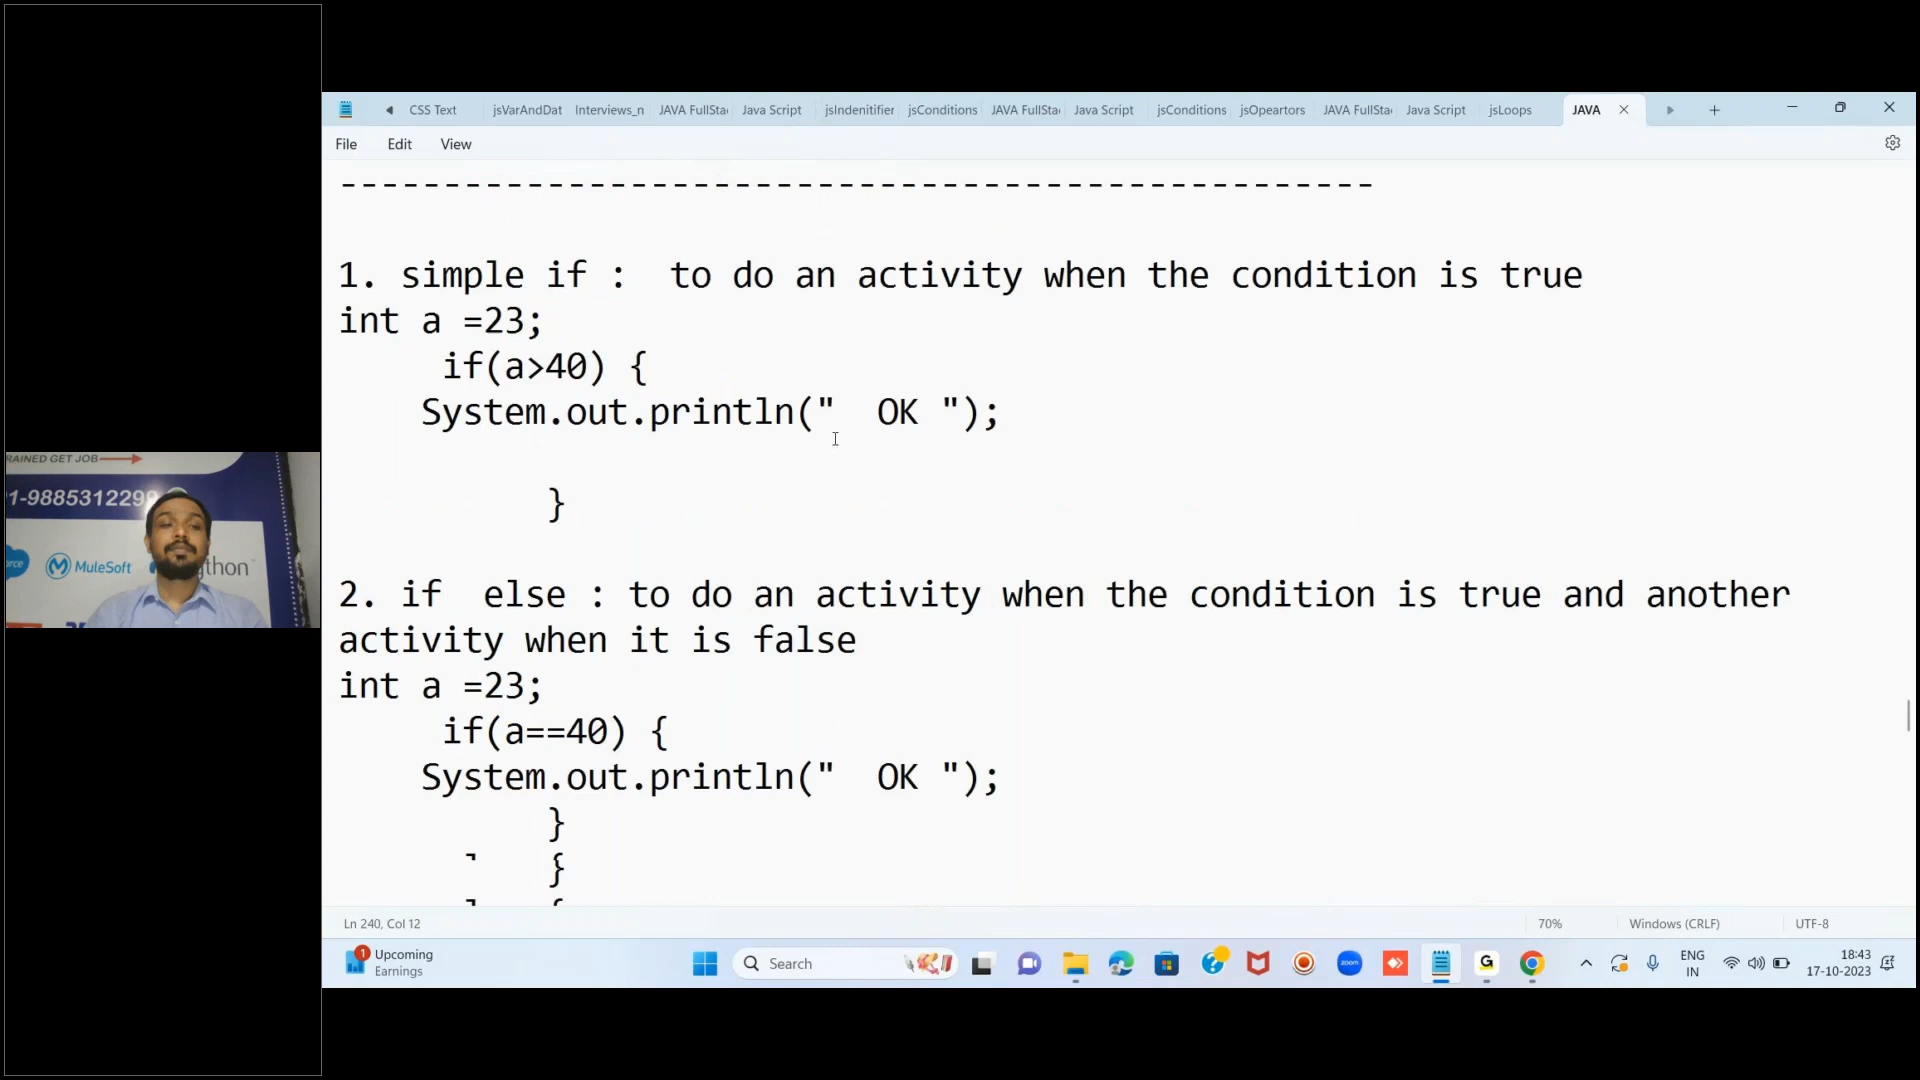 CSS Text
jsVarAndDat
Interviews_n
JAVA FullSta
Java Script
jsIndenitifier
jsConditions
JAVA FullSta
Java Script
jsConditions
jsOpeartors
JAVA FullSta
Java Script
jsLoops
JAVA
File Edit View
----------------------------------------------------
1. simple if : to do an activity when the condition is true
int a =23;
if(a>40) {
System.out.println(" OK ");
}
2. if else : to do an activity when the condition is true and another
activity when it is false
int a =23;
if(a==40) {
System.out.println(" OK ");
}
}
RAINED GET JOB
1-9885312299
MuleSoft
thon
Ln 240, Col 12
70%
Windows (CRLF)
UTF-8
1
Upcoming
Earnings
Search
zoom
G
ENG
IN
18:43
17-10-2023